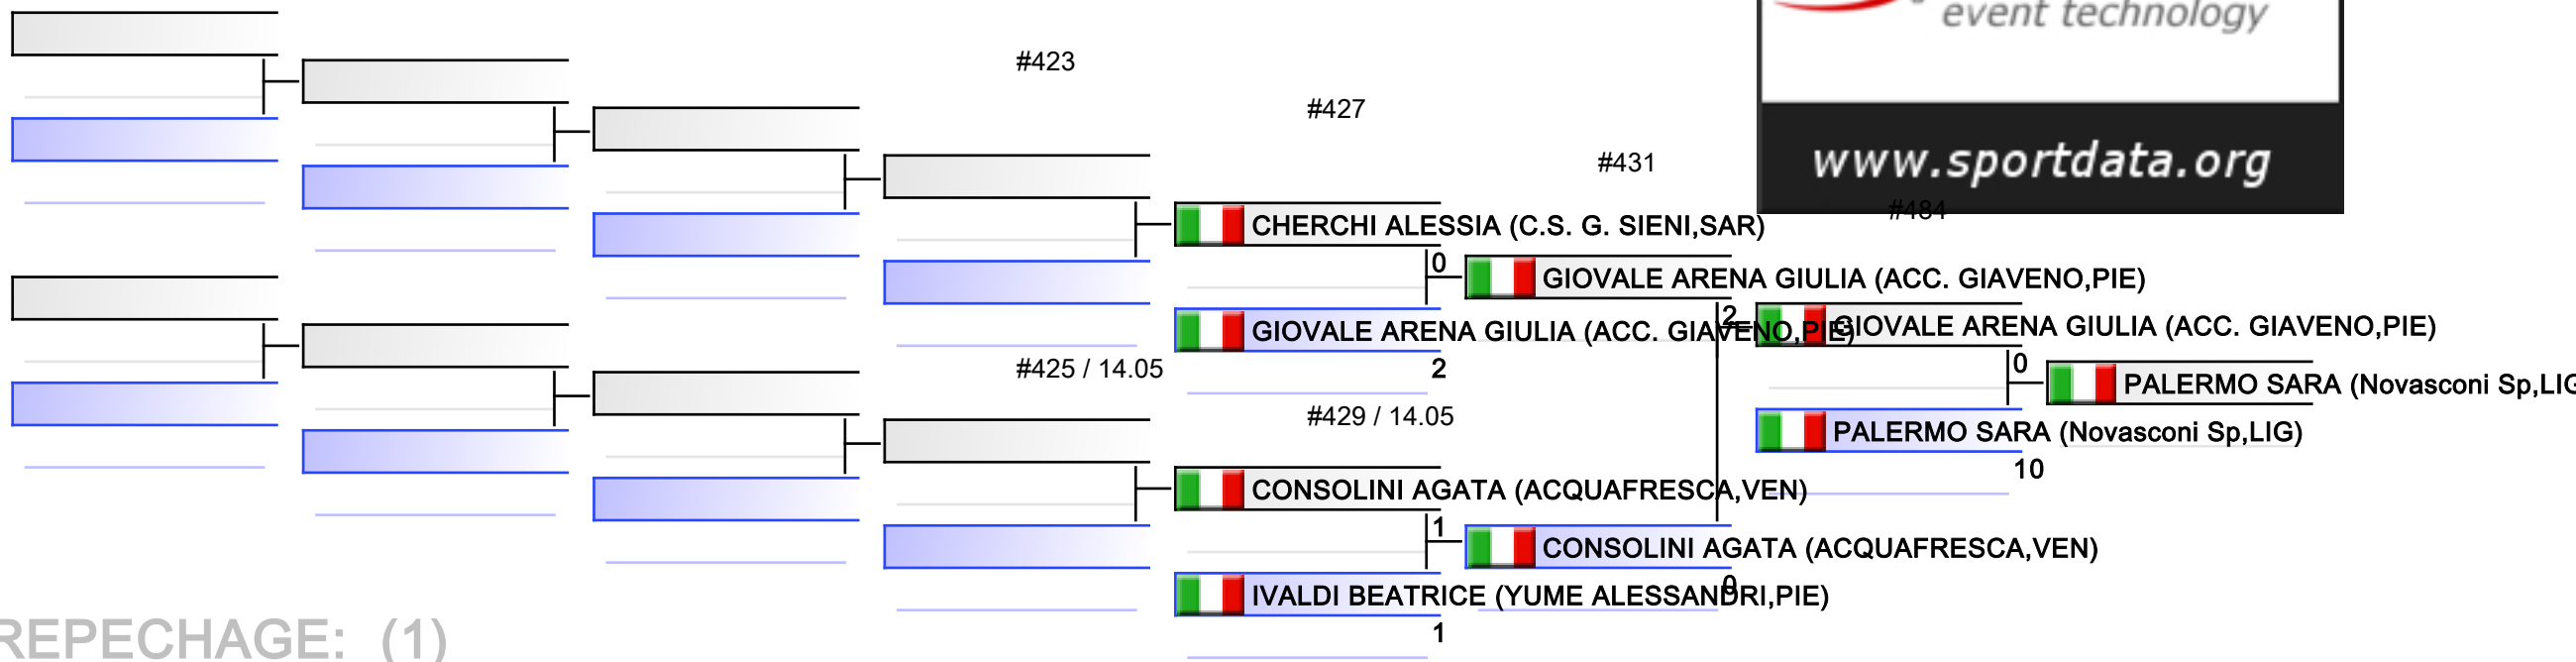 event technology
www.sportdata.org
#423
#427
#431
#484
CHERCHI ALESSIA (C.S. G. SIENI,SAR)
0
GIOVALE ARENA GIULIA (ACC. GIAVENO,PIE)
2
GIOVALE ARENA GIULIA (ACC. GIAVENO,PIE)
2
GIOVALE ARENA GIULIA (ACC. GIAVENO,PIE)
0
PALERMO SARA (Novasconi Sp,LIG
PALERMO SARA (Novasconi Sp,LIG)
10
#425 / 14.05
#429 / 14.05
CONSOLINI AGATA (ACQUAFRESCA,VEN)
1
CONSOLINI AGATA (ACQUAFRESCA,VEN)
0
IVALDI BEATRICE (YUME ALESSANDRI,PIE)
1
REPECHAGE: (1)